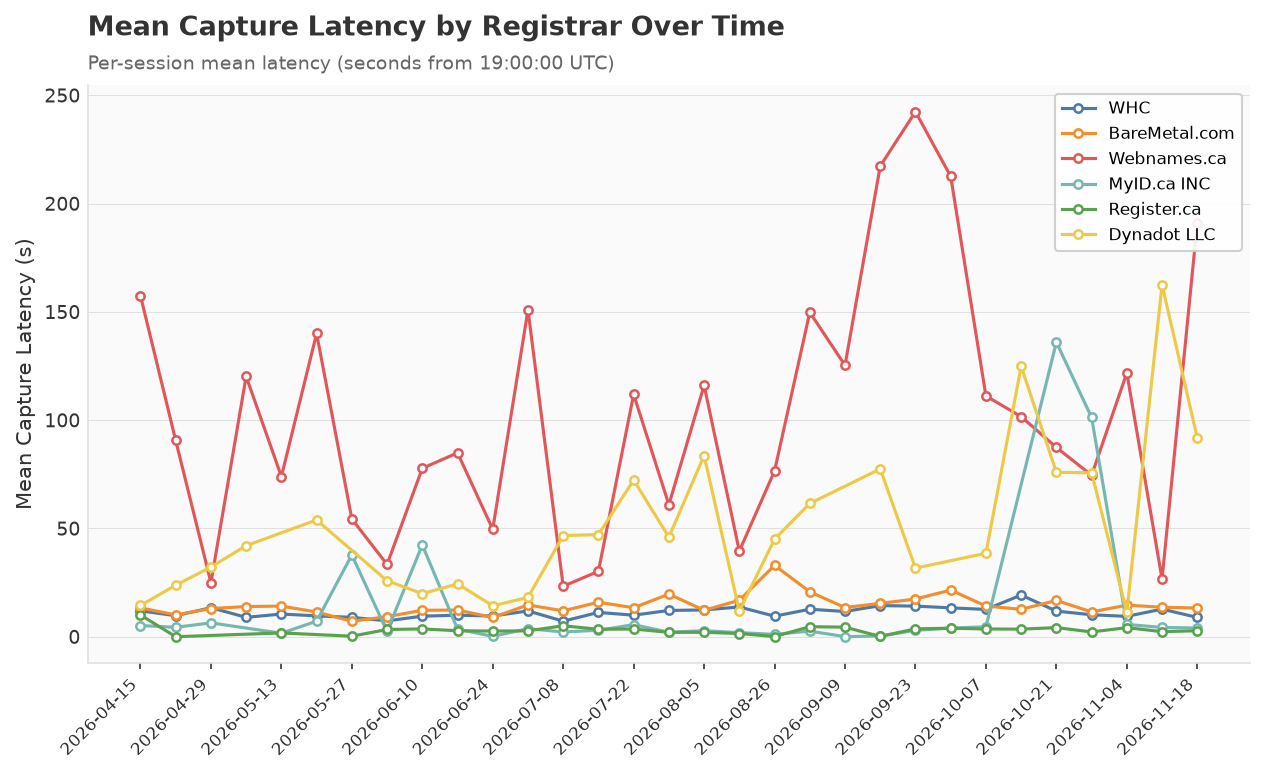 Mean Capture Latency by Registrar Over Time
Per-session mean latency (seconds from 19:00:00 UTC)
Mean Capture Latency (s)
250
200
150
100
50
0
WHC
BareMetal.com
Webnames.ca
MyID.ca INC
Register.ca
Dynadot LLC
2026-04-15
2026-04-29
2026-05-13
2026-05-27
2026-06-10
2026-06-24
2026-07-08
2026-07-22
2026-08-05
2026-08-26
2026-09-09
2026-09-23
2026-10-07
2026-10-21
2026-11-04
2026-11-18